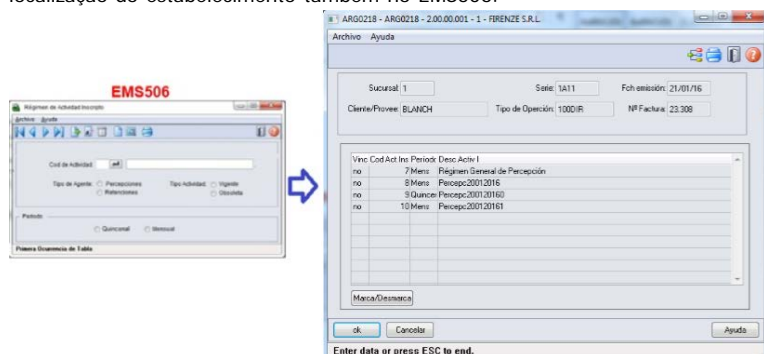 localização do estabelecimento também no EMS506.
EMS506
Régimen de Actividad Inscripto
Archivo Ayuda
Cod de Actividad:
Tipo de Agente: Percepciones Tipo Actividad: Vigente
Retenciones Obsoleta
Período
Quincenal Mensual
Primera Ocurrencia de Tabla
ARG0218 - ARG0218 - 2.00.00.001 - 1 - FIRENZE S.R.L.
Archivo Ayuda
Sucursal: 1 Serie: 1A11 Fch emisión: 21/01/16
Cliente/Provee: BLANCH Tipo de Operción: 100DIR Nº Factura: 23.308
Vinc Cod Act Ins Periodc Desc Activ I
no 7 Mens Régimen General de Percepción
no 8 Mens Percepc20012016
no 9 Quincer Percepc200120160
no 10 Mens Percepc200120161
Marca/Desmarca
ok Cancelar Ayuda
Enter data or press ESC to end.